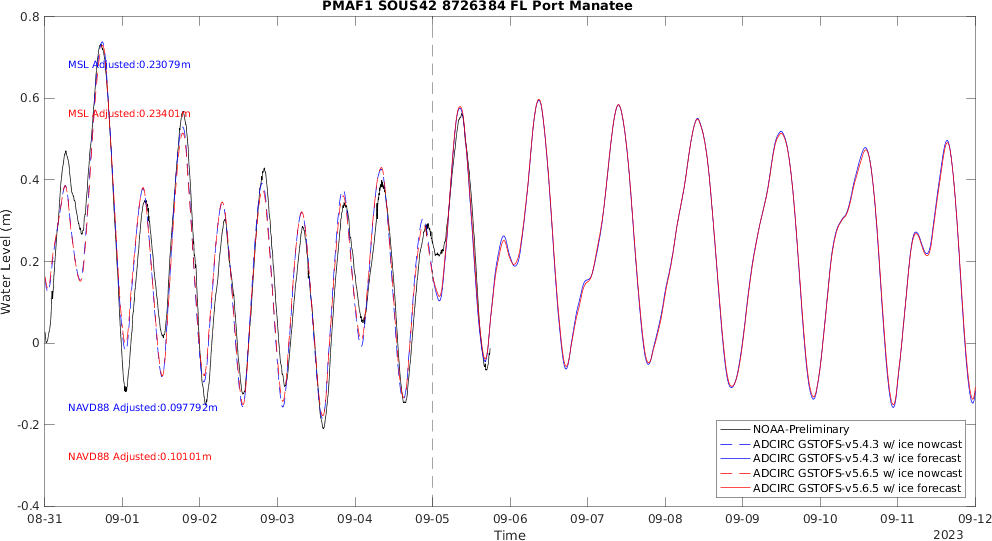 PMAF1 SOUS42 8726384 FL Port Manatee
0.8
0.6
0.4
0.2
0
-0.2
-0.4
Water Level (m)
MSL Adjusted:0.23079m
MSL Adjusted:0.23401m
NAVD88 Adjusted:0.097792m
NAVD88 Adjusted:0.10101m
NOAA-Preliminary
ADCIRC GSTOFS-v5.4.3 w/ ice nowcast
ADCIRC GSTOFS-v5.4.3 w/ ice forecast
ADCIRC GSTOFS-v5.6.5 w/ ice nowcast
ADCIRC GSTOFS-v5.6.5 w/ ice forecast
08-31 09-01 09-02 09-03 09-04 09-05 09-06 09-07 09-08 09-09 09-10 09-11 09-12
Time
2023